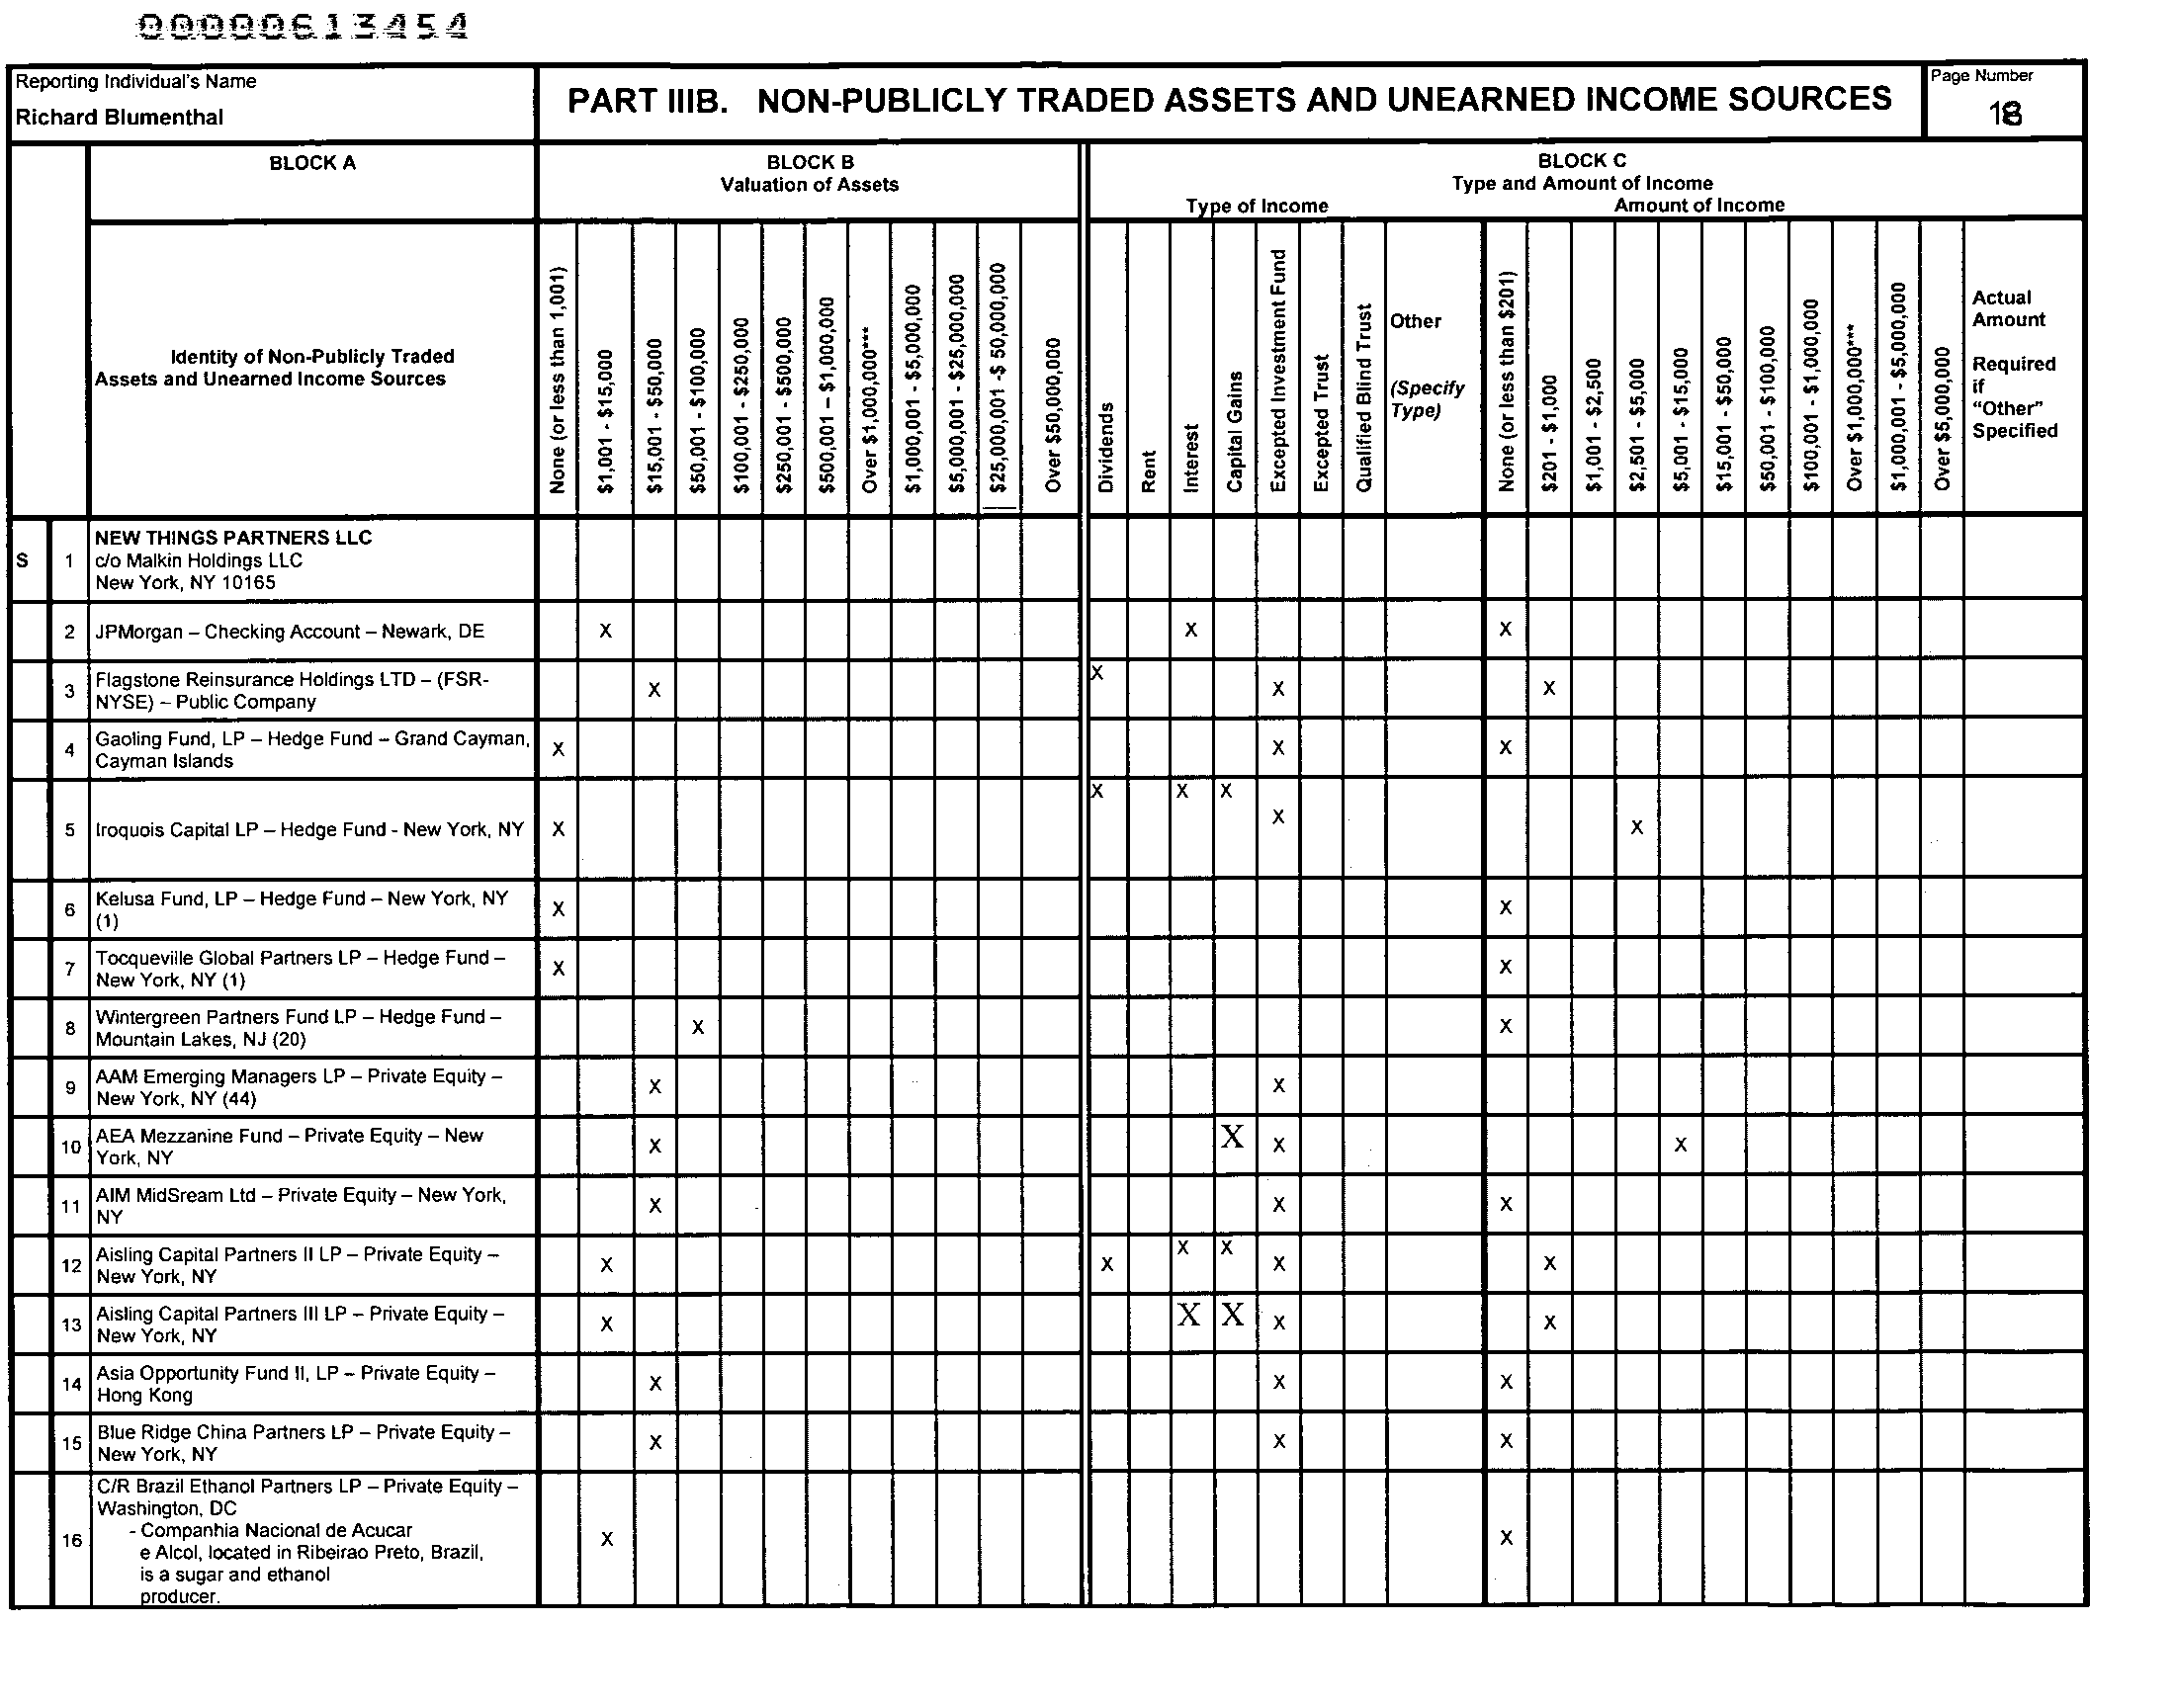 00000613454
Reporting Individual's Name
Richard Blumenthal
PART IIIB. NON-PUBLICLY TRADED ASSETS AND UNEARNED INCOME SOURCES
Page Number
18
BLOCK A
BLOCK B
Valuation of Assets
BLOCK C
Type and Amount of Income
Type of Income
Amount of Income
Identity of Non-Publicly Traded
Assets and Unearned Income Sources
None (or less than 1,001)
$1,001 - $15,000
$15,001 - $50,000
$50,001 - $100,000
$100,001 - $250,000
$250,001 - $500,000
$500,001 – $1,000,000
Over $1,000,000***
$1,000,001 - $5,000,000
$5,000,001 - $25,000,000
$25,000,001 -$ 50,000,000
Over $50,000,000
Dividends
Rent
Interest
Capital Gains
Excepted Investment Fund
Excepted Trust
Qualified Blind Trust
Other
(Specify
Type)
None (or less than $201)
$201 - $1,000
$1,001 - $2,500
$2,501 - $5,000
$5,001 - $15,000
$15,001 - $50,000
$50,001 - $100,000
$100,001 - $1,000,000
Over $1,000,000***
$1,000,001 - $5,000,000
Over $5,000,000
Actual
Amount
Required
if
"Other"
Specified
S 1 NEW THINGS PARTNERS LLC
c/o Malkin Holdings LLC
New York, NY 10165
2 JPMorgan – Checking Account – Newark, DE X X X
3 Flagstone Reinsurance Holdings LTD – (FSR-
NYSE) – Public Company X X X X
4 Gaoling Fund, LP – Hedge Fund – Grand Cayman,
Cayman Islands X X X
5 Iroquois Capital LP – Hedge Fund - New York, NY X X X X X X
6 Kelusa Fund, LP – Hedge Fund – New York, NY
(1) X X
7 Tocqueville Global Partners LP – Hedge Fund –
New York, NY (1) X X
8 Wintergreen Partners Fund LP – Hedge Fund –
Mountain Lakes, NJ (20) X X
9 AAM Emerging Managers LP – Private Equity –
New York, NY (44) X X
10 AEA Mezzanine Fund – Private Equity – New
York, NY X X X X
11 AIM MidSream Ltd – Private Equity – New York,
NY X X X
12 Aisling Capital Partners II LP – Private Equity –
New York, NY X X X X X X
13 Aisling Capital Partners III LP – Private Equity –
New York, NY X X X X X
14 Asia Opportunity Fund II, LP – Private Equity –
Hong Kong X X X
15 Blue Ridge China Partners LP – Private Equity –
New York, NY X X X
16 C/R Brazil Ethanol Partners LP – Private Equity –
Washington, DC
- Companhia Nacional de Acucar
e Alcol, located in Ribeirao Preto, Brazil,
is a sugar and ethanol
producer. X X